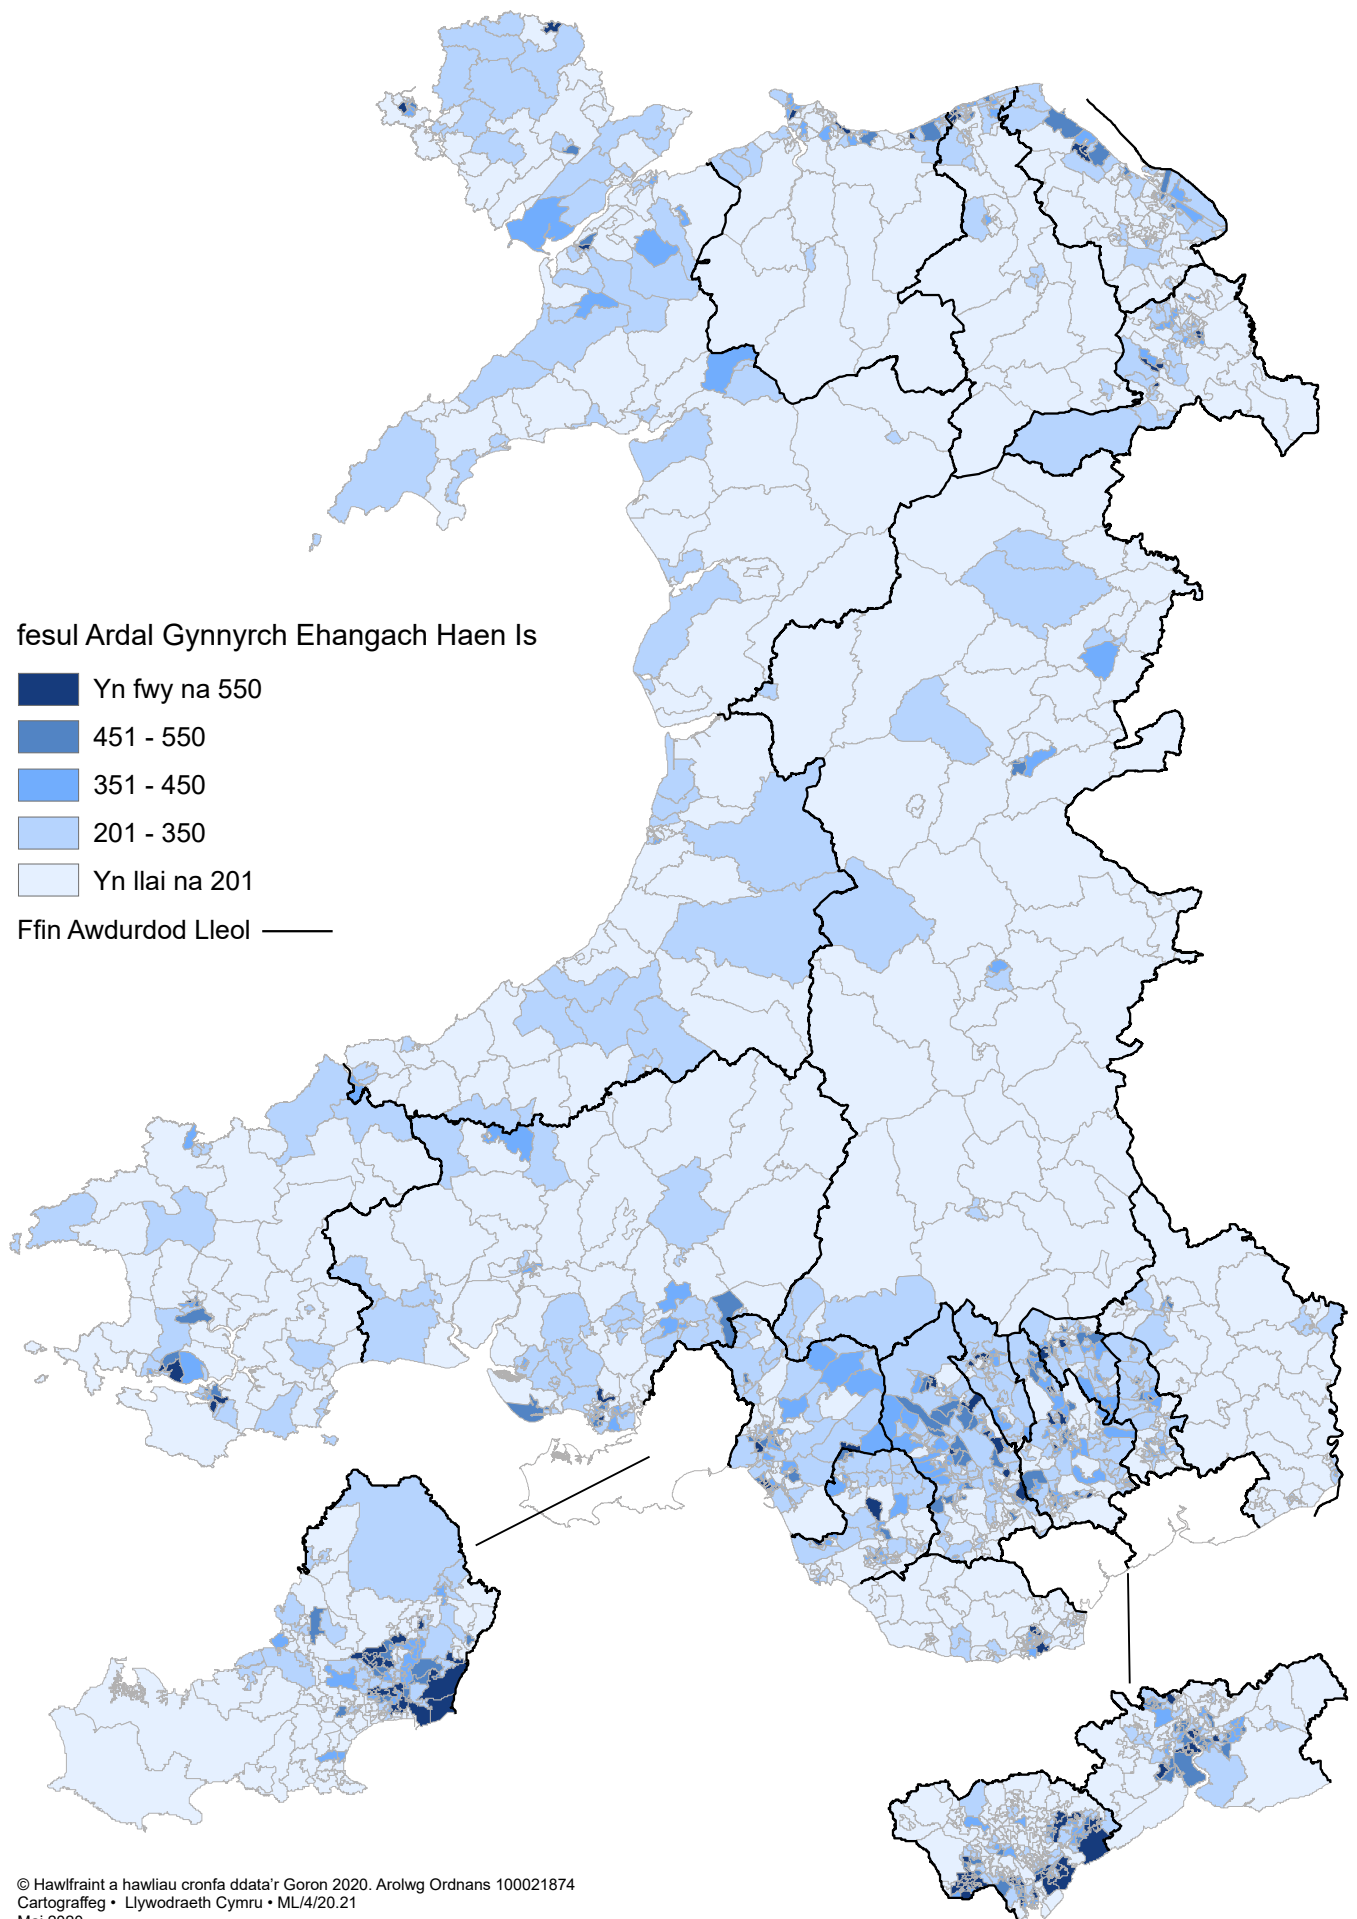 fesul Ardal Gynnyrch Ehangach Haen Is
Yn fwy na 550
451 - 550
351 - 450
201 - 350
Yn llai na 201
Ffin Awdurdod Lleol
© Hawlfraint a hawliau cronfa ddata'r Goron 2020. Arolwg Ordnans 100021874
Cartograffeg • Llywodraeth Cymru • ML/4/20.21
Mai 2020